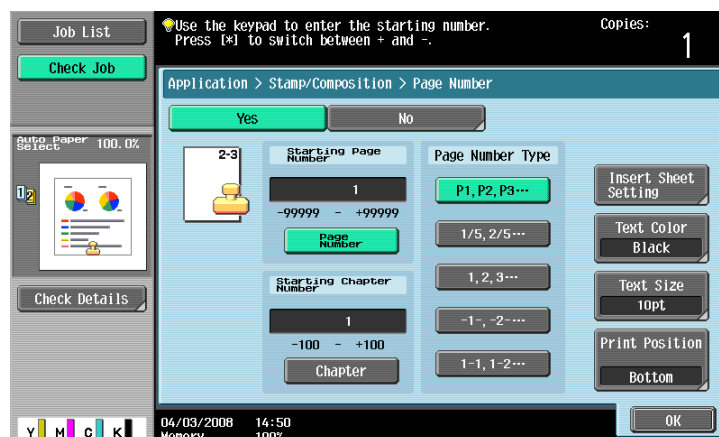 Job List
Check Job
Use the keypad to enter the starting number.
Press [*] to switch between + and -.
Copies:
1
Application > Stamp/Composition > Page Number
Yes
No
Auto Paper
Select
100.0%
1 2
2-3
Starting Page
Number
1
-99999 - +99999
Page
Number
Starting Chapter
Number
1
-100 - +100
Chapter
Page Number Type
P1,P2,P3···
1/5,2/5···
1,2,3···
-1-,-2-···
1-1,1-2···
Insert Sheet
Setting
Text Color
Black
Text Size
10pt
Print Position
Bottom
Check Details
Y M C K
04/03/2008 14:50
Memory 100%
OK